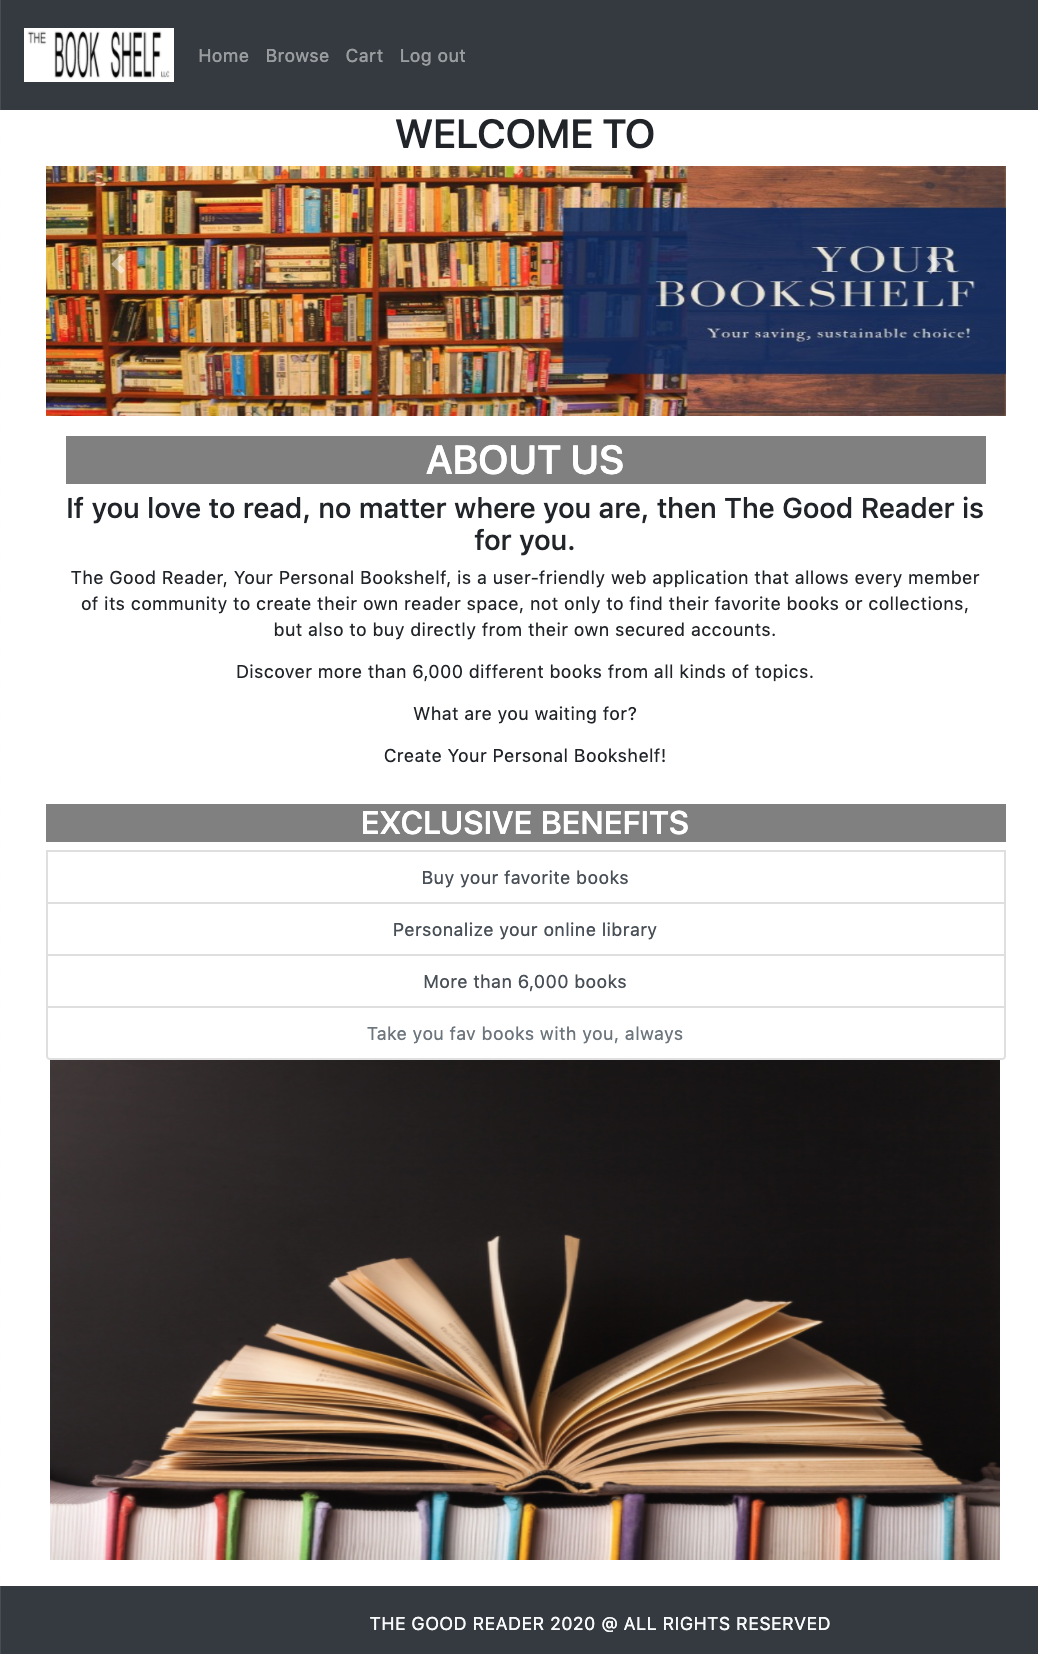 THE BOOK SHELF LLC
Home Browse Cart Log out
WELCOME TO
YOUR
BOOKSHELF
Your saving, sustainable choice!
ABOUT US
If you love to read, no matter where you are, then The Good Reader is
for you.
The Good Reader, Your Personal Bookshelf, is a user-friendly web application that allows every member
of its community to create their own reader space, not only to find their favorite books or collections,
but also to buy directly from their own secured accounts.
Discover more than 6,000 different books from all kinds of topics.
What are you waiting for?
Create Your Personal Bookshelf!
EXCLUSIVE BENEFITS
Buy your favorite books
Personalize your online library
More than 6,000 books
Take you fav books with you, always
THE GOOD READER 2020 @ ALL RIGHTS RESERVED